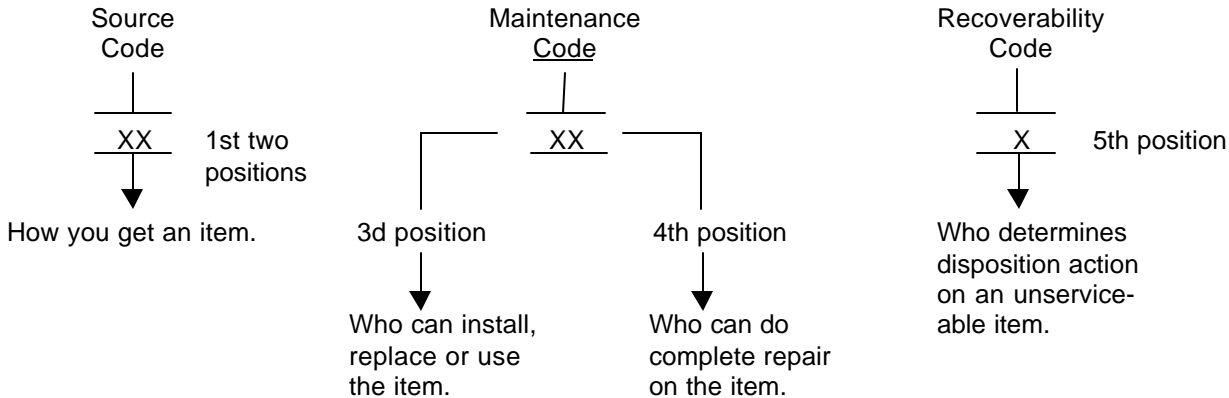 Source
Code
XX
1st two
positions
How you get an item.
Maintenance
Code
XX
3d position
Who can install,
replace or use
the item.
4th position
Who can do
complete repair
on the item.
Recoverability
Code
X
5th position
Who determines
disposition action
on an unservice-
able item.